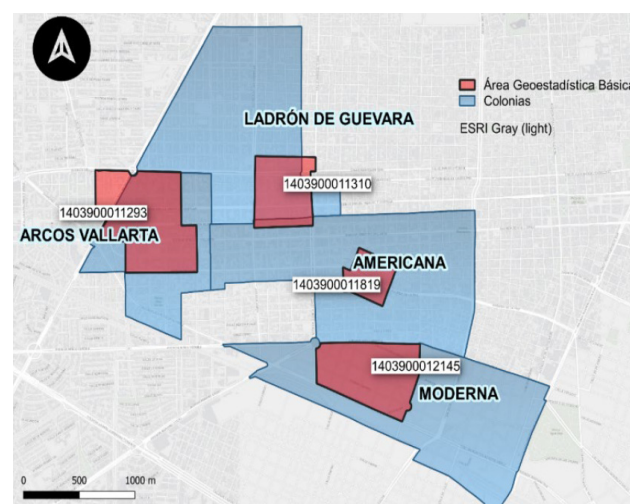 Área Geoestadística Básica
Colonias
ESRI Gray (light)
LADRÓN DE GUEVARA
1403900011310
1403900011293
ARCOS VALLARTA
AMERICANA
1403900011819
1403900012145
MODERNA
0 500 1000 m